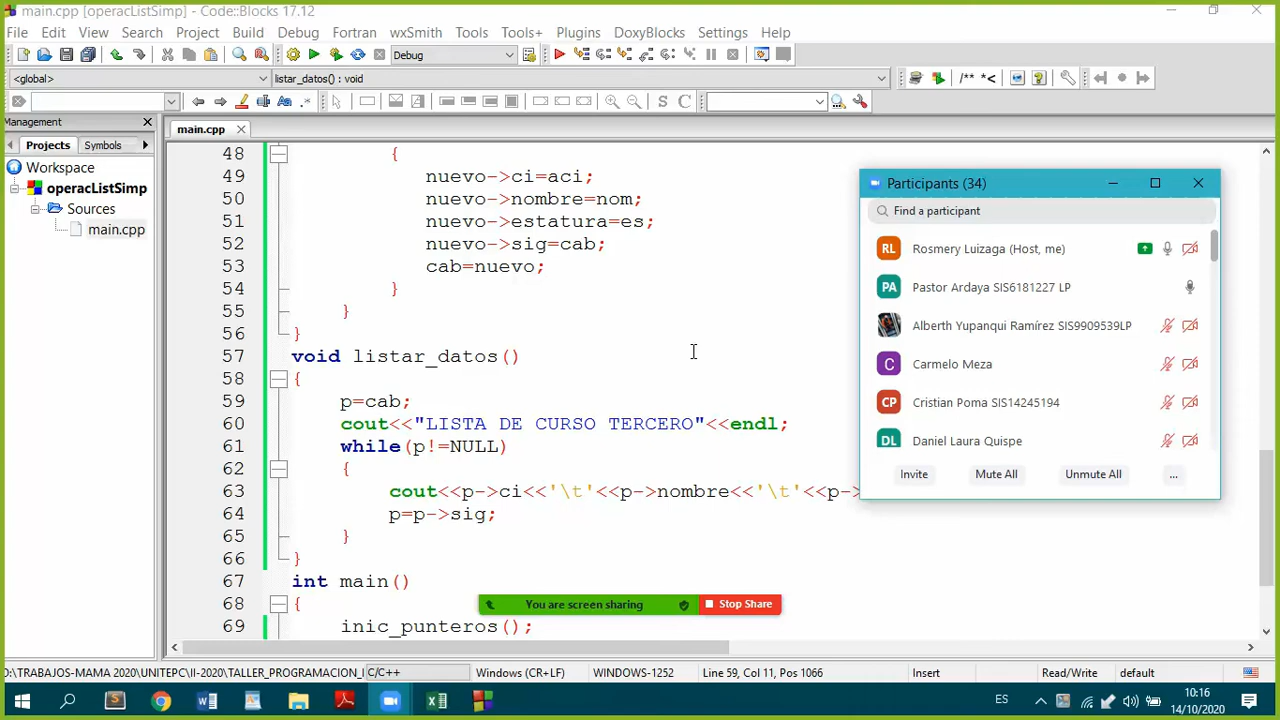 main.cpp [operacListSimp] - Code::Blocks 17.12
File Edit View Search Project Build Debug Fortran wxSmith Tools Tools+ Plugins DoxyBlocks Settings Help
Debug
<global> listar_datos() : void
/** *<
Aa .*
S C
Management
Projects Symbols
main.cpp
Workspace
operacListSimp
Sources
main.cpp
48 {
49 nuevo->ci=aci;
50 nuevo->nombre=nom;
51 nuevo->estatura=es;
52 nuevo->sig=cab;
53 cab=nuevo;
54 }
55 }
56 }
57 void listar_datos()
58 {
59 p=cab;
60 cout<<"LISTA DE CURSO TERCERO"<<endl;
61 while(p!=NULL)
62 {
63 cout<<p->ci<<'\t'<<p->nombre<<'\t'<<p->
64 p=p->sig;
65 }
66 }
67 int main()
68 {
69 inic_punteros();
Participants (34)
Find a participant
RL Rosmery Luizaga (Host, me)
PA Pastor Ardaya SIS6181227 LP
Alberth Yupanqui Ramírez SIS9909539LP
C Carmelo Meza
CP Cristian Poma SIS14245194
DL Daniel Laura Quispe
Invite Mute All Unmute All ...
You are screen sharing Stop Share
D:\TRABAJOS-MAMA 2020\UNITEPC\II-2020\TALLER_PROGRAMACION_I C/C++ Windows (CR+LF) WINDOWS-1252 Line 59, Col 11, Pos 1066 Insert Read/Write default
ES
10:16
14/10/2020